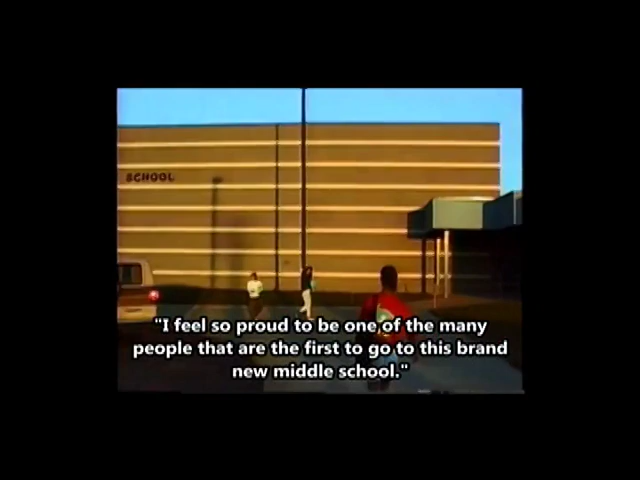 SCHOOL
"I feel so proud to be one of the many
people that are the first to go to this brand
new middle school."